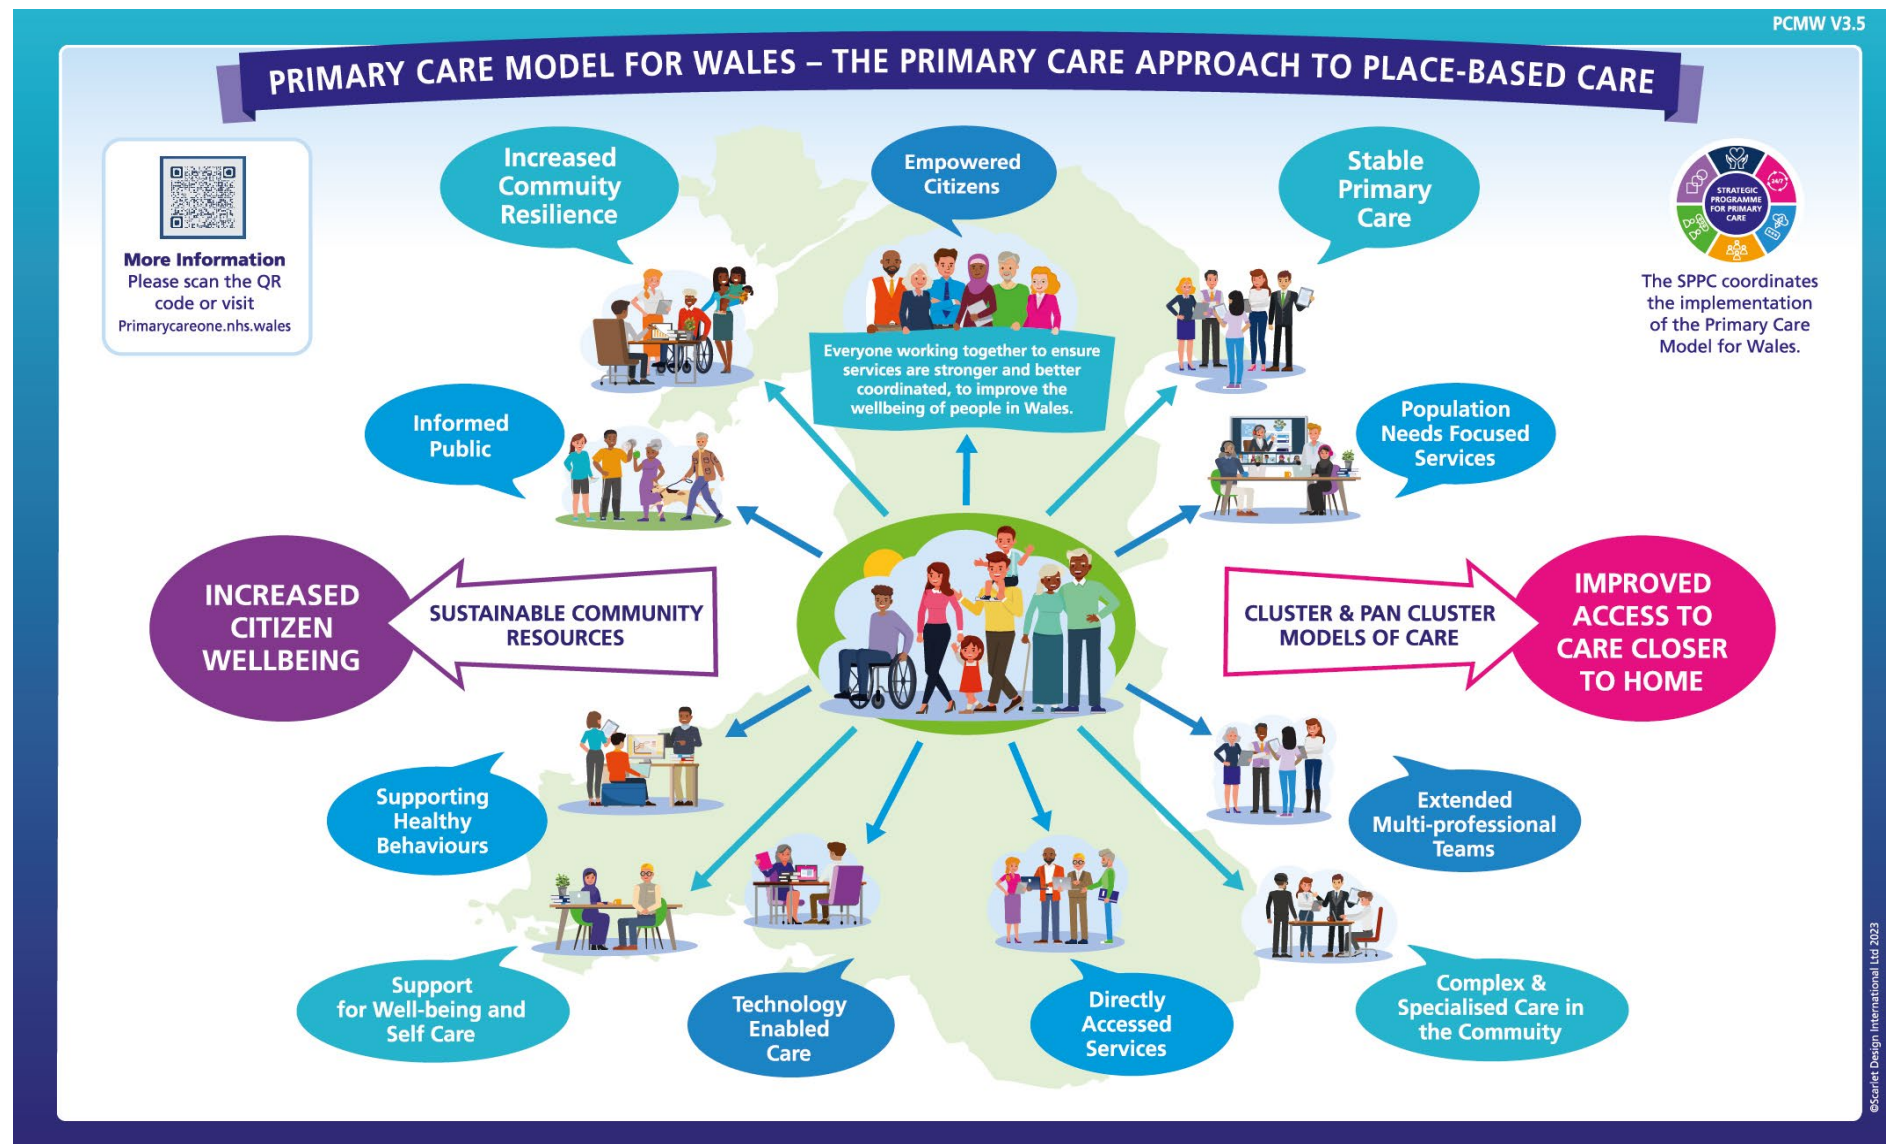 PCMW V3.5
PRIMARY CARE MODEL FOR WALES – THE PRIMARY CARE APPROACH TO PLACE-BASED CARE
More Information
Please scan the QR
code or visit
Primarycareone.nhs.wales
Increased
Commuity
Resilience
Empowered
Citizens
Stable
Primary
Care
STRATEGIC
PROGRAMME
FOR PRIMARY
CARE
24/7
The SPPC coordinates
the implementation
of the Primary Care
Model for Wales.
Everyone working together to ensure
services are stronger and better
coordinated, to improve the
wellbeing of people in Wales.
Informed
Public
Population
Needs Focused
Services
INCREASED
CITIZEN
WELLBEING
SUSTAINABLE COMMUNITY
RESOURCES
CLUSTER & PAN CLUSTER
MODELS OF CARE
IMPROVED
ACCESS TO
CARE CLOSER
TO HOME
Supporting
Healthy
Behaviours
Extended
Multi-professional
Teams
Support
for Well-being and
Self Care
Technology
Enabled
Care
Directly
Accessed
Services
Complex &
Specialised Care in
the Commuity
©Scarlet Design International Ltd 2023